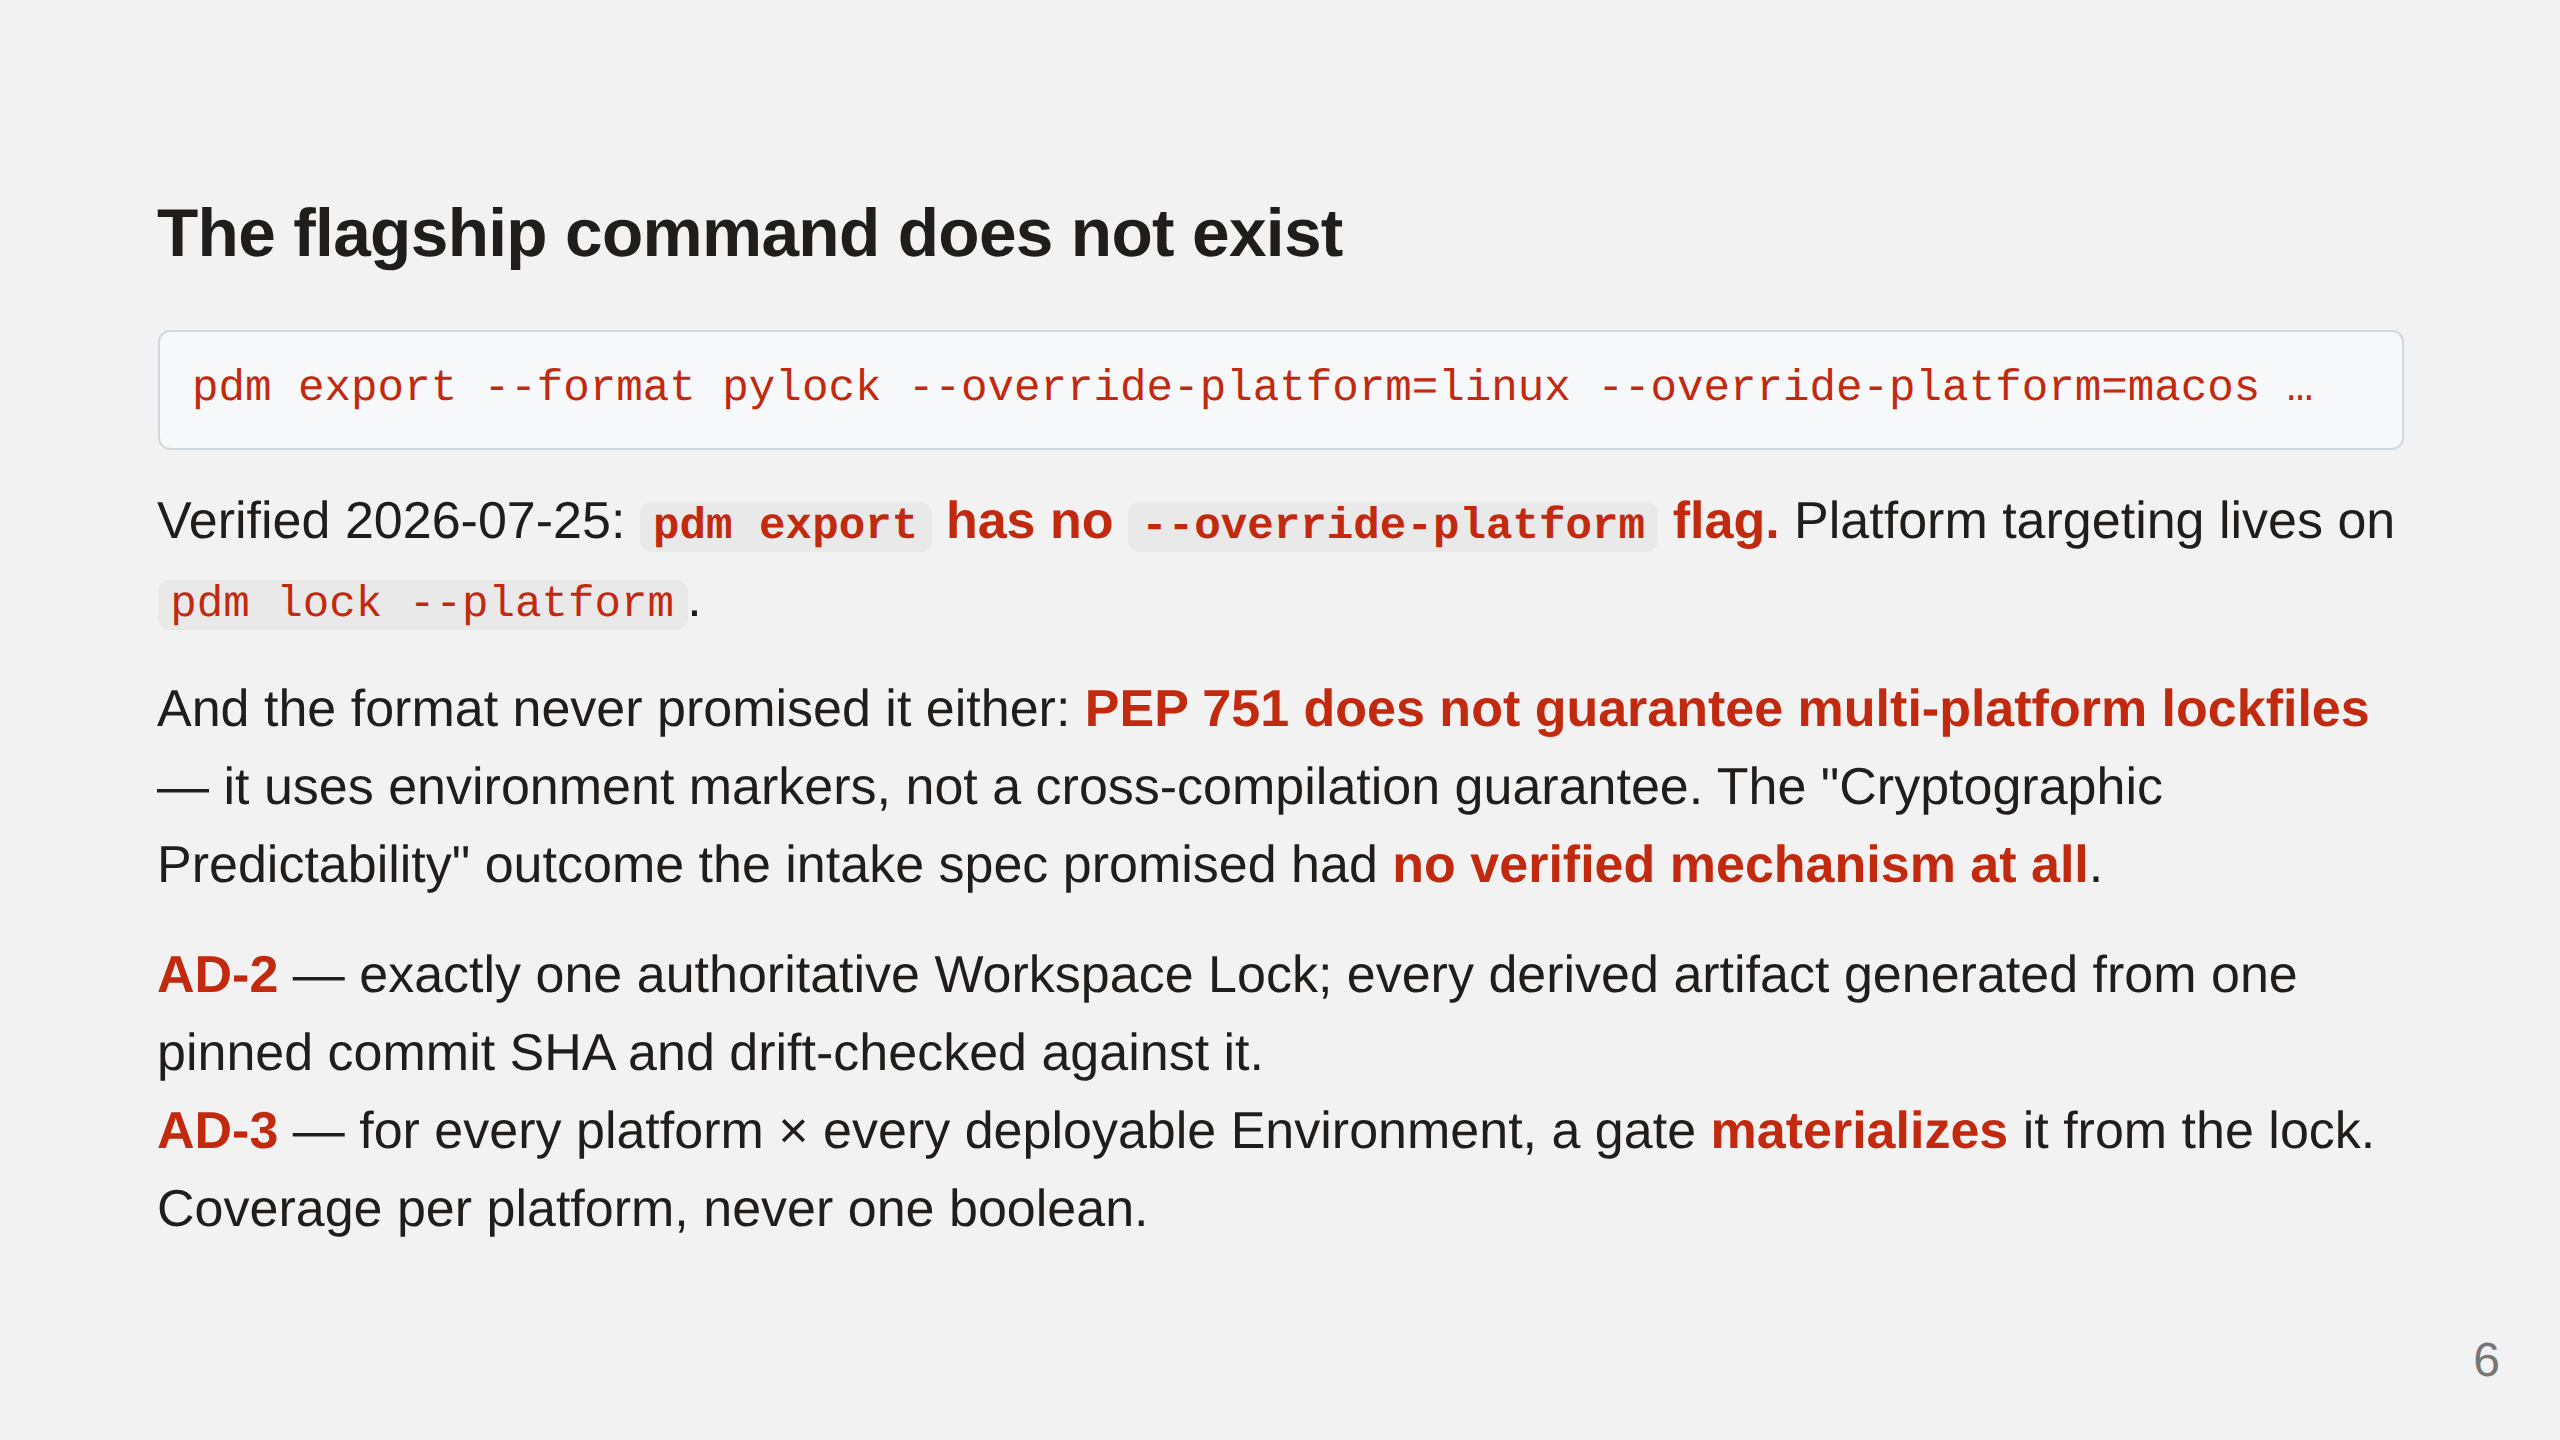 The flagship command does not exist
pdm export --format pylock --override-platform=linux --override-platform=macos …
Verified 2026-07-25: pdm export has no --override-platform flag. Platform targeting lives on
pdm lock --platform.
And the format never promised it either: PEP 751 does not guarantee multi-platform lockfiles
— it uses environment markers, not a cross-compilation guarantee. The "Cryptographic
Predictability" outcome the intake spec promised had no verified mechanism at all.
AD-2 — exactly one authoritative Workspace Lock; every derived artifact generated from one
pinned commit SHA and drift-checked against it.
AD-3 — for every platform × every deployable Environment, a gate materializes it from the lock.
Coverage per platform, never one boolean.
6